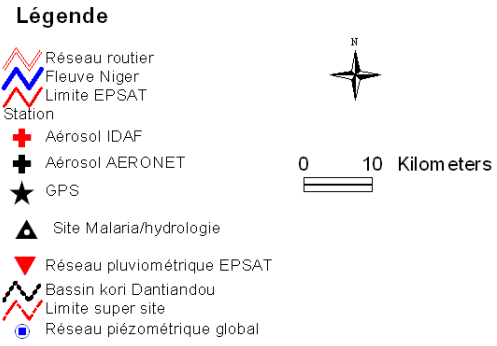 Légende
N
Réseau routier
Fleuve Niger
Limite EPSAT
Station
Aérosol IDAF
Aérosol AERONET
0 10 Kilometers
GPS
Site Malaria/hydrologie
Réseau pluviométrique EPSAT
Bassin kori Dantiandou
Limite super site
Réseau piézométrique global